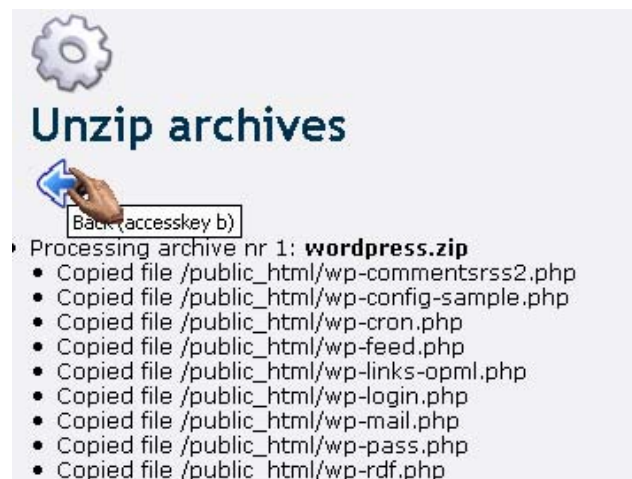 Unzip archives
Back (accesskey b)
• Processing archive nr 1: wordpress.zip
• Copied file /public_html/wp-commentsrss2.php
• Copied file /public_html/wp-config-sample.php
• Copied file /public_html/wp-cron.php
• Copied file /public_html/wp-feed.php
• Copied file /public_html/wp-links-opml.php
• Copied file /public_html/wp-login.php
• Copied file /public_html/wp-mail.php
• Copied file /public_html/wp-pass.php
• Copied file /public_html/wp-rdf.php